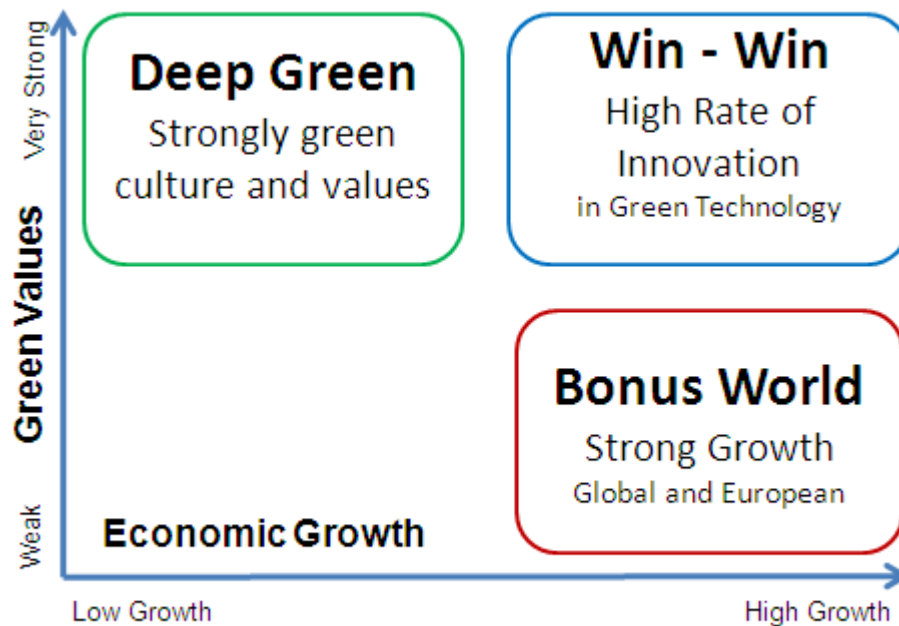 Very Strong
Green Values
Weak
Deep Green
Strongly green
culture and values
Win - Win
High Rate of
Innovation
in Green Technology
Bonus World
Strong Growth
Global and European
Economic Growth
Low Growth
High Growth